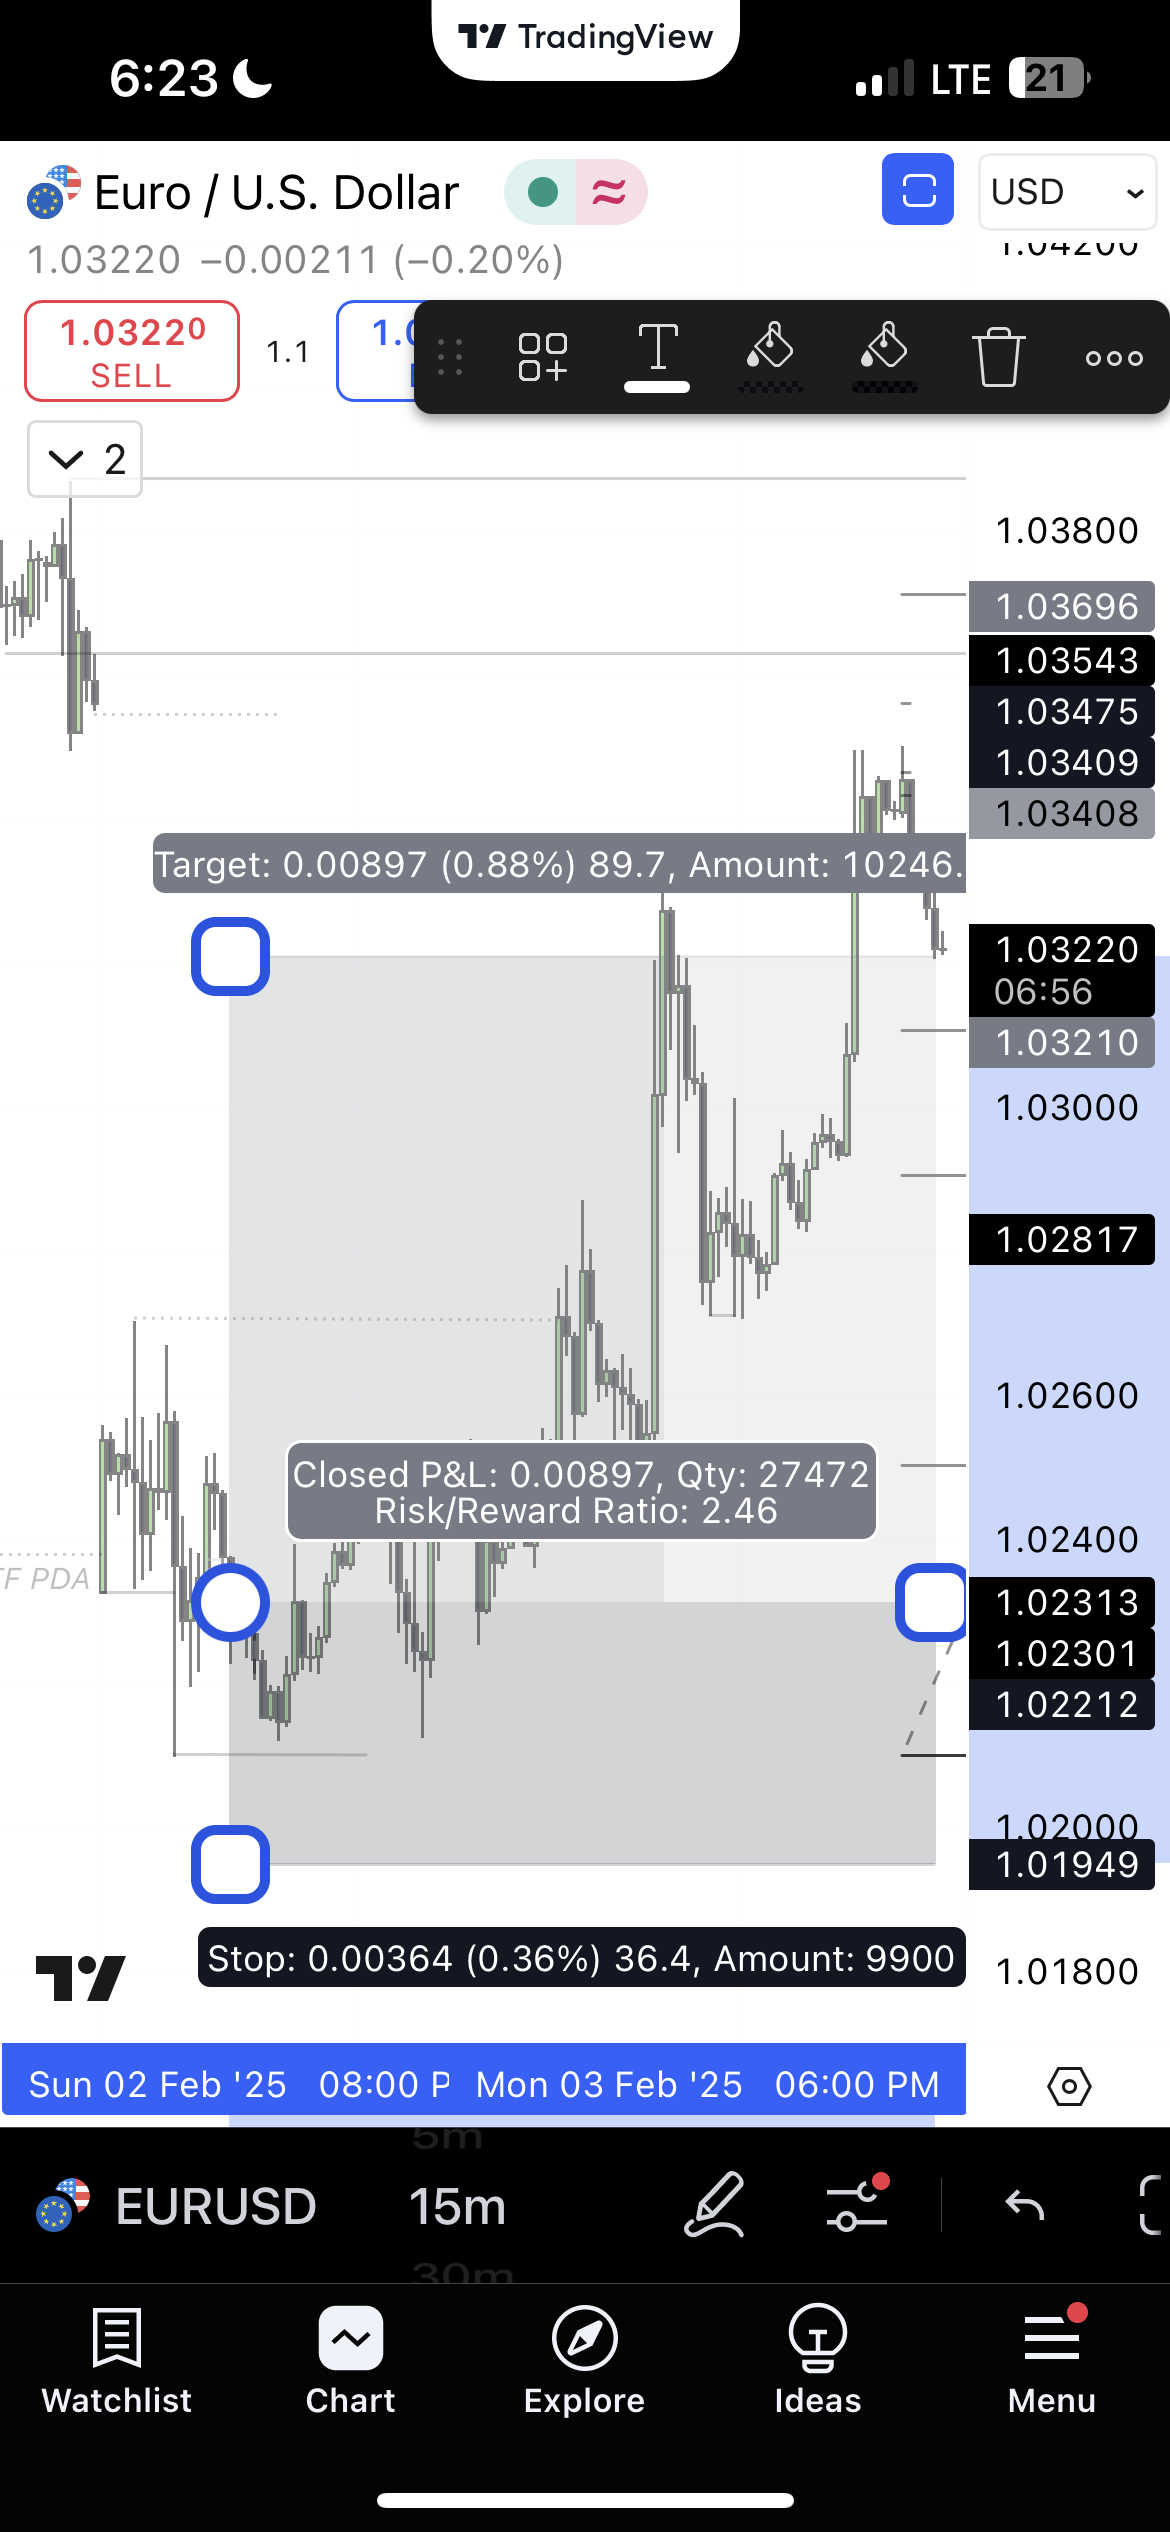 TradingView
6:23
LTE 21
Euro / U.S. Dollar
USD
1.04200
1.03220 −0.00211 (−0.20%)
1.03220
SELL
1.1
1.0
2
1.03800
1.03696
1.03543
1.03475
1.03409
1.03408
Target: 0.00897 (0.88%) 89.7, Amount: 10246.
1.03220
06:56
1.03210
1.03000
1.02817
1.02600
Closed P&L: 0.00897, Qty: 27472
Risk/Reward Ratio: 2.46
1.02400
F PDA
1.02313
1.02301
1.02212
1.02000
1.01949
Stop: 0.00364 (0.36%) 36.4, Amount: 9900
1.01800
Sun 02 Feb '25 08:00 P Mon 03 Feb '25 06:00 PM
5m
EURUSD 15m
30m
Watchlist Chart Explore Ideas Menu